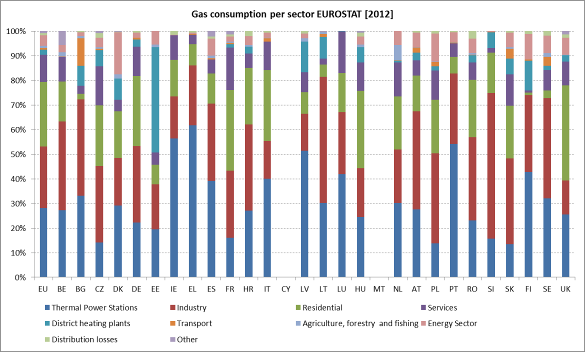 Gas consumption per sector EUROSTAT [2012]
100%
90%
80%
70%
60%
50%
40%
30%
20%
10%
0%
EU BE BG CZ DK DE EE IE EL ES FR HR IT CY LV LT LU HU MT NL AT PL PT RO SI SK FI SE UK
Thermal Power Stations Industry Residential Services
District heating plants Transport Agriculture, forestry and fishing Energy Sector
Distribution losses Other